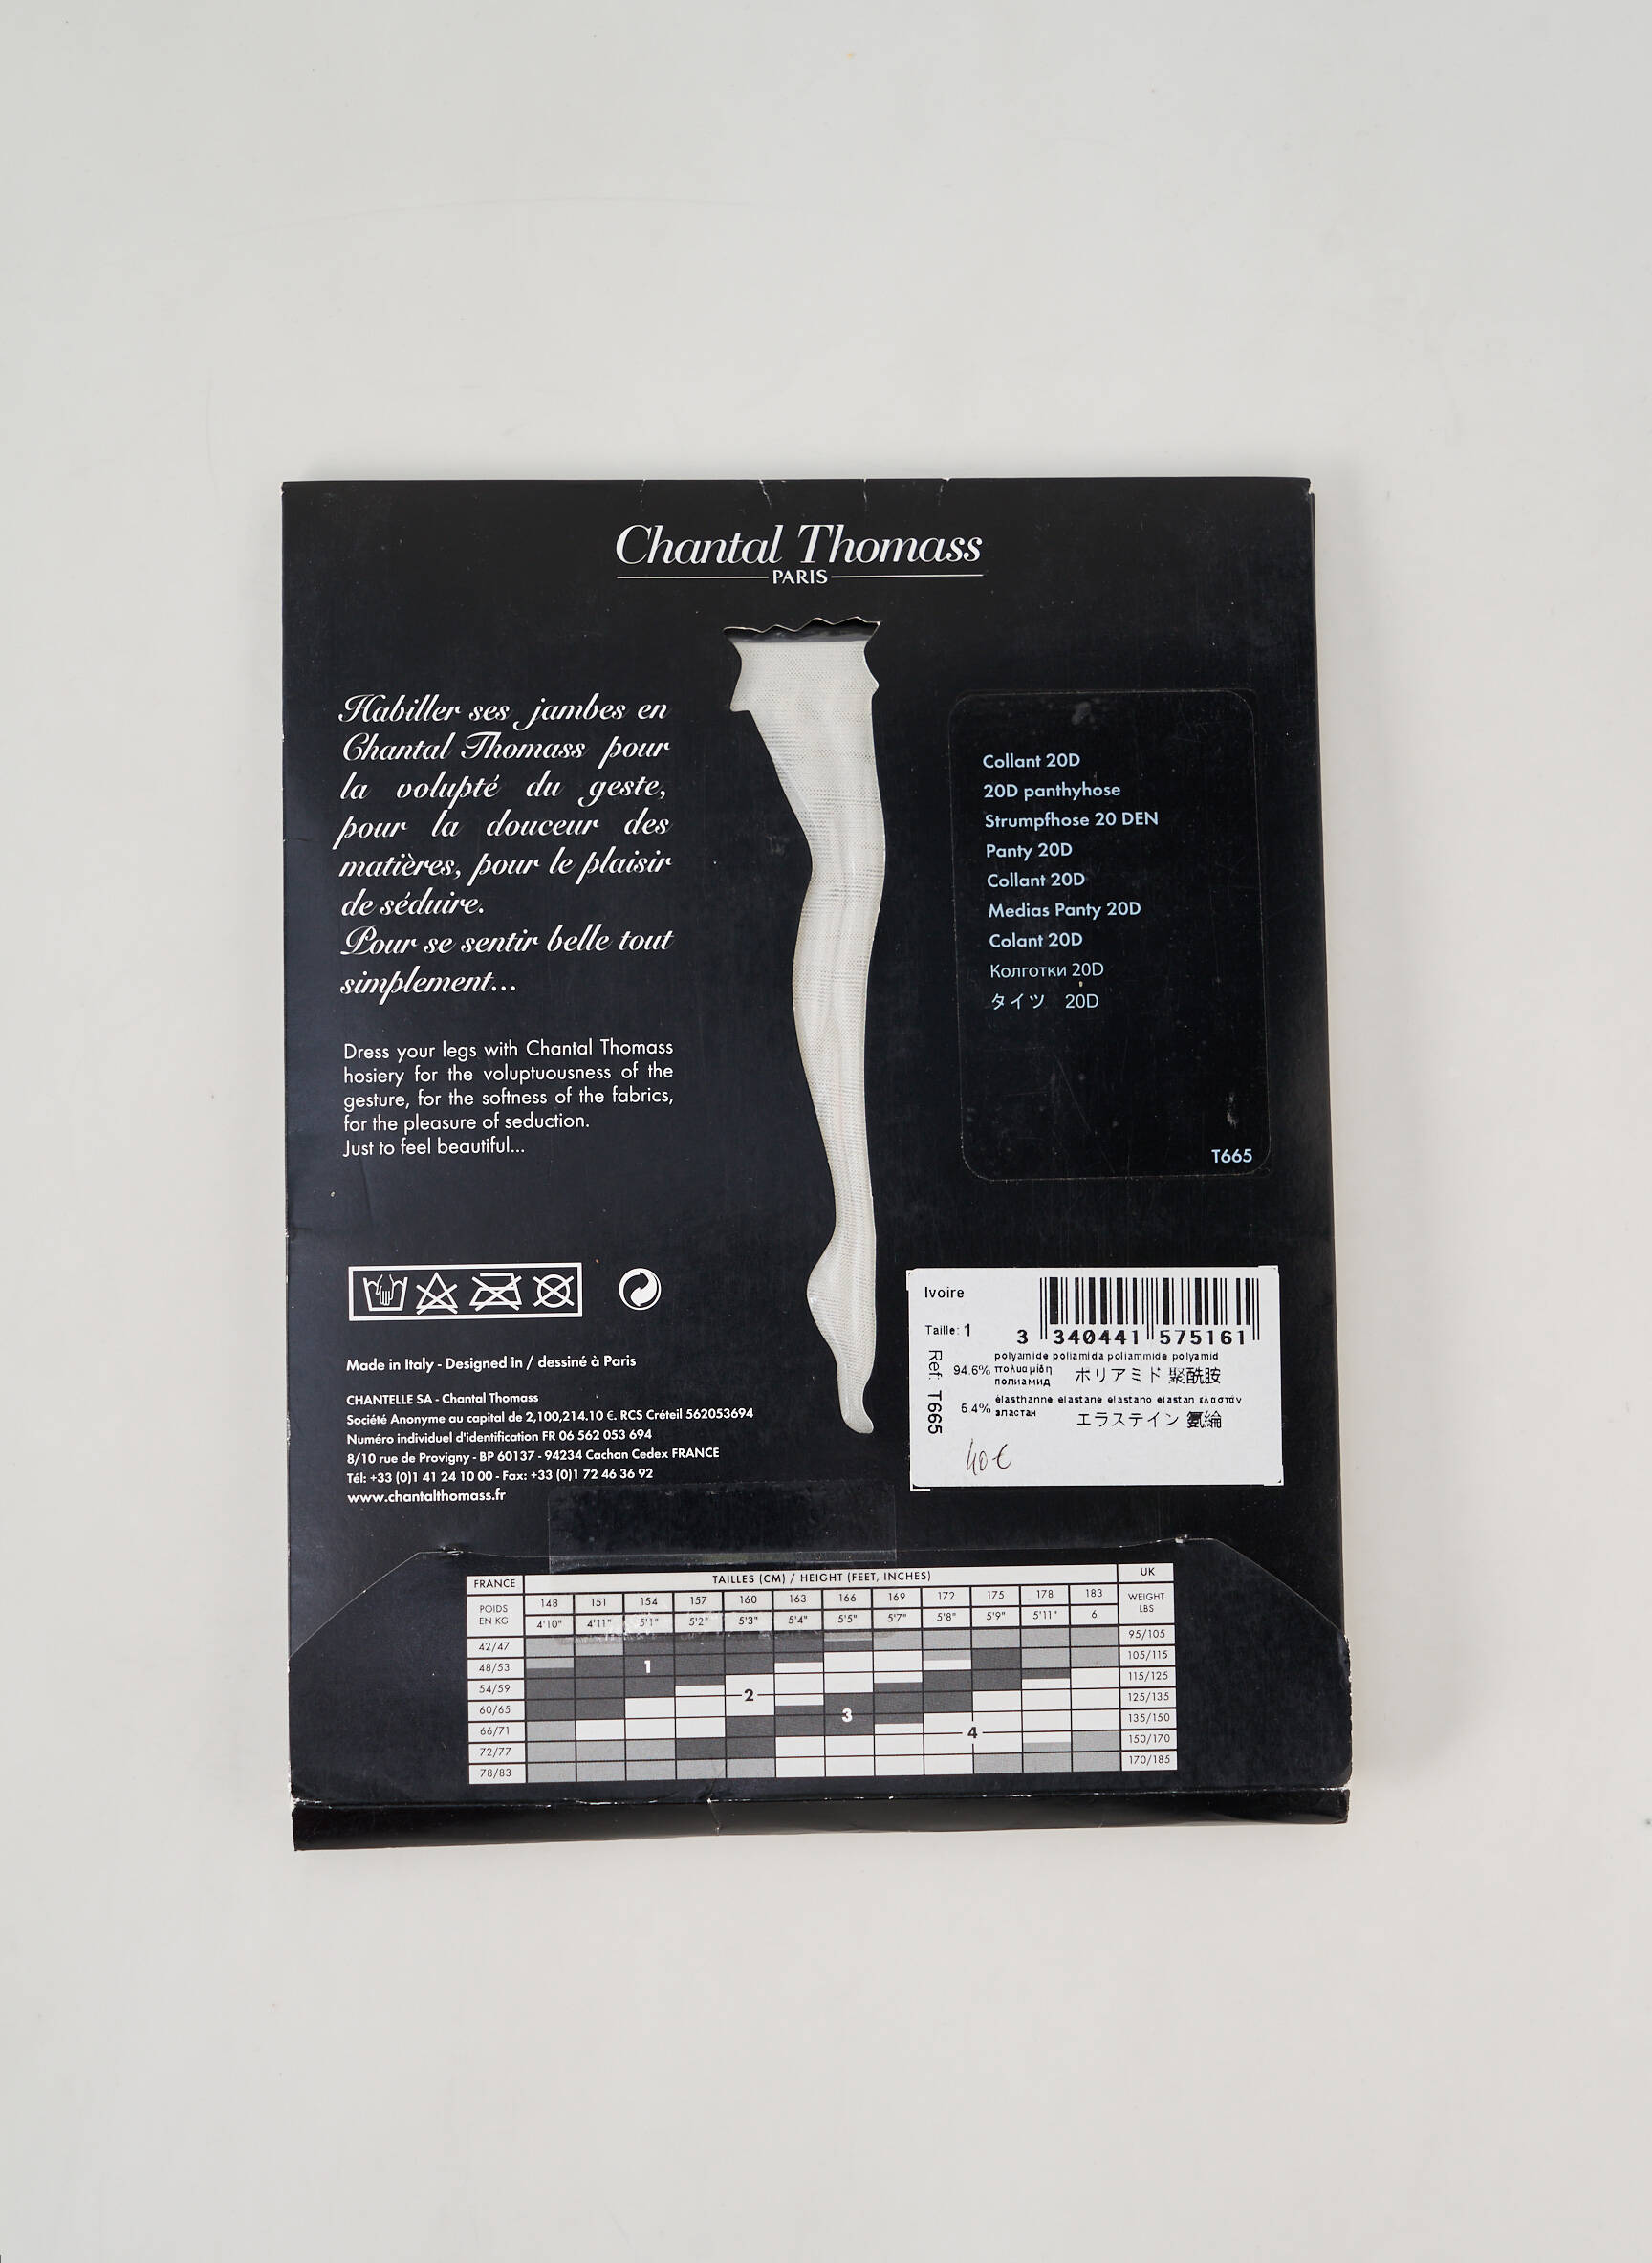 Chantal Thomass
PARIS
Habiller ses jambes en
Chantal Thomass pour
la volupté du geste,
pour la douceur des
matières, pour le plaisir
de séduire.
Pour se sentir belle tout
simplement...
Dress your legs with Chantal Thomass
hosiery for the voluptuousness of the
gesture, for the softness of the fabrics,
for the pleasure of seduction.
Just to feel beautiful...
Collant 20D
20D panthyhose
Strumpfhose 20 DEN
Panty 20D
Collant 20D
Medias Panty 20D
Colant 20D
Колготки 20D
タイツ 20D
T665
Made in Italy - Designed in / dessiné à Paris
CHANTELLE SA - Chantal Thomass
Société Anonyme au capital de 2,100,214.10 €. RCS Créteil 562053694
Numéro individuel d'identification FR 06 562 053 694
8/10 rue de Provigny - BP 60137 - 94234 Cachan Cedex FRANCE
Tél: +33 (0)1 41 24 10 00 - Fax: +33 (0)1 72 46 36 92
www.chantalthomass.fr
Ivoire
Taille: 1
3 340441 575161
Ref: T665
polyamide poliamida poliammide polyamid
94.6% πολυαμίδη
полиамид ポリアミド 聚酰胺
élasthanne elastane elastano elastan ελαστάν
5.4% эластан エラステイン 氨綸
40€
FRANCE TAILLES (CM) / HEIGHT (FEET, INCHES) UK
POIDS EN KG 148 151 154 157 160 163 166 169 172 175 178 183 WEIGHT LBS
4'10" 4'11" 5'1" 5'2" 5'3" 5'4" 5'5" 5'7" 5'8" 5'9" 5'11" 6
42/47 95/105
48/53 1 105/115
54/59 2 115/125
60/65 3 125/135
66/71 4 135/150
72/77 150/170
78/83 170/185